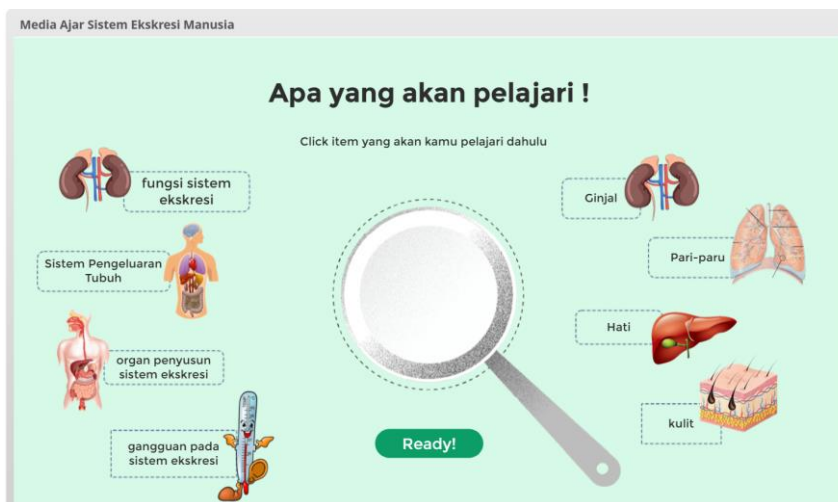 Media Ajar Sistem Ekskresi Manusia
Apa yang akan pelajari !
Click item yang akan kamu pelajari dahulu
fungsi sistem
ekskresi
Sistem Pengeluaran
Tubuh
organ penyusun
sistem ekskresi
gangguan pada
sistem ekskresi
Ready!
Ginjal
Pari-paru
Hati
kulit